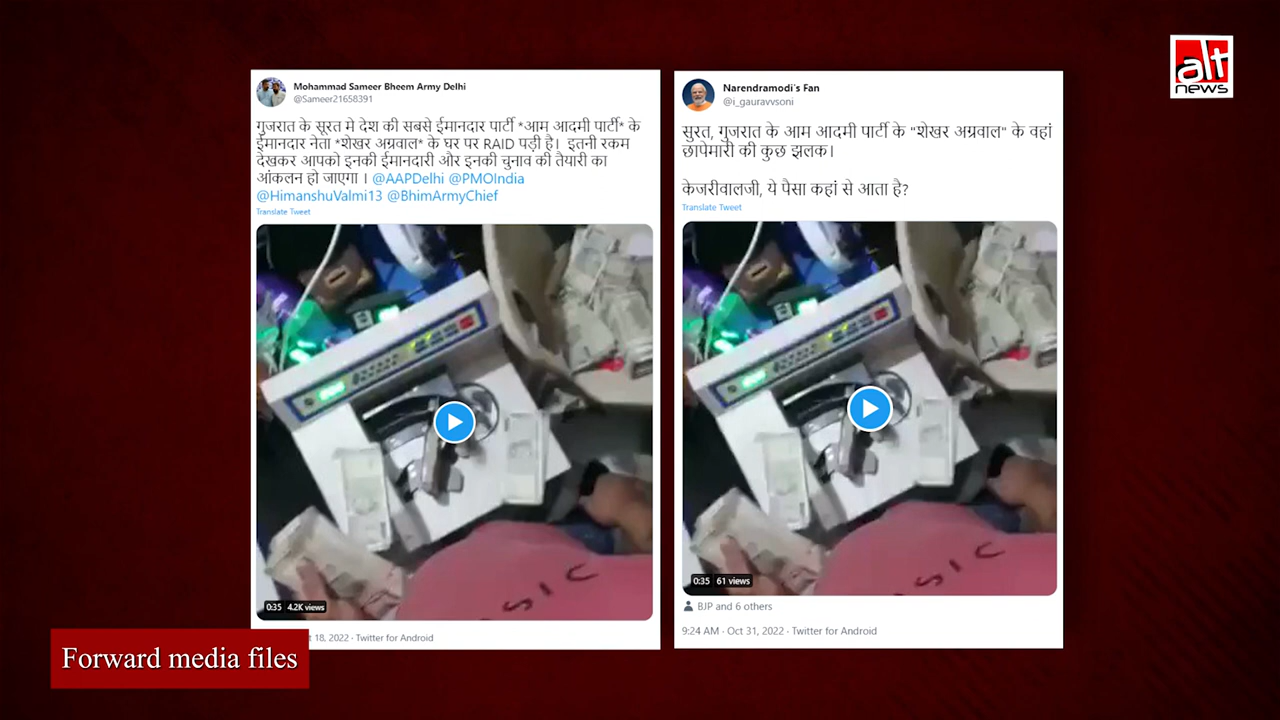 alt
news
Mohammad Sameer Bheem Army Delhi
@Sameer21658391
गुजरात के सूरत मे देश की सबसे ईमानदार पार्टी *आम आदमी पार्टी* के
ईमानदार नेता *शेखर अग्रवाल* के घर पर RAID पड़ी है। इतनी रकम
देखकर आपको इनकी ईमानदारी और इनकी चुनाव की तैयारी का
आंकलन हो जाएगा । @AAPDelhi @PMOIndia
@HimanshuValmi13 @BhimArmyChief
Translate Tweet
SIC
0:35 4.2K views
18, 2022 · Twitter for Android
Narendramodi's Fan
@i_gauravvsoni
सुरत, गुजरात के आम आदमी पार्टी के "शेखर अग्रवाल" के वहां
छापेमारी की कुछ झलक।
केजरीवालजी, ये पैसा कहां से आता है?
Translate Tweet
SIC
0:35 61 views
BJP and 6 others
9:24 AM · Oct 31, 2022 · Twitter for Android
Forward media files